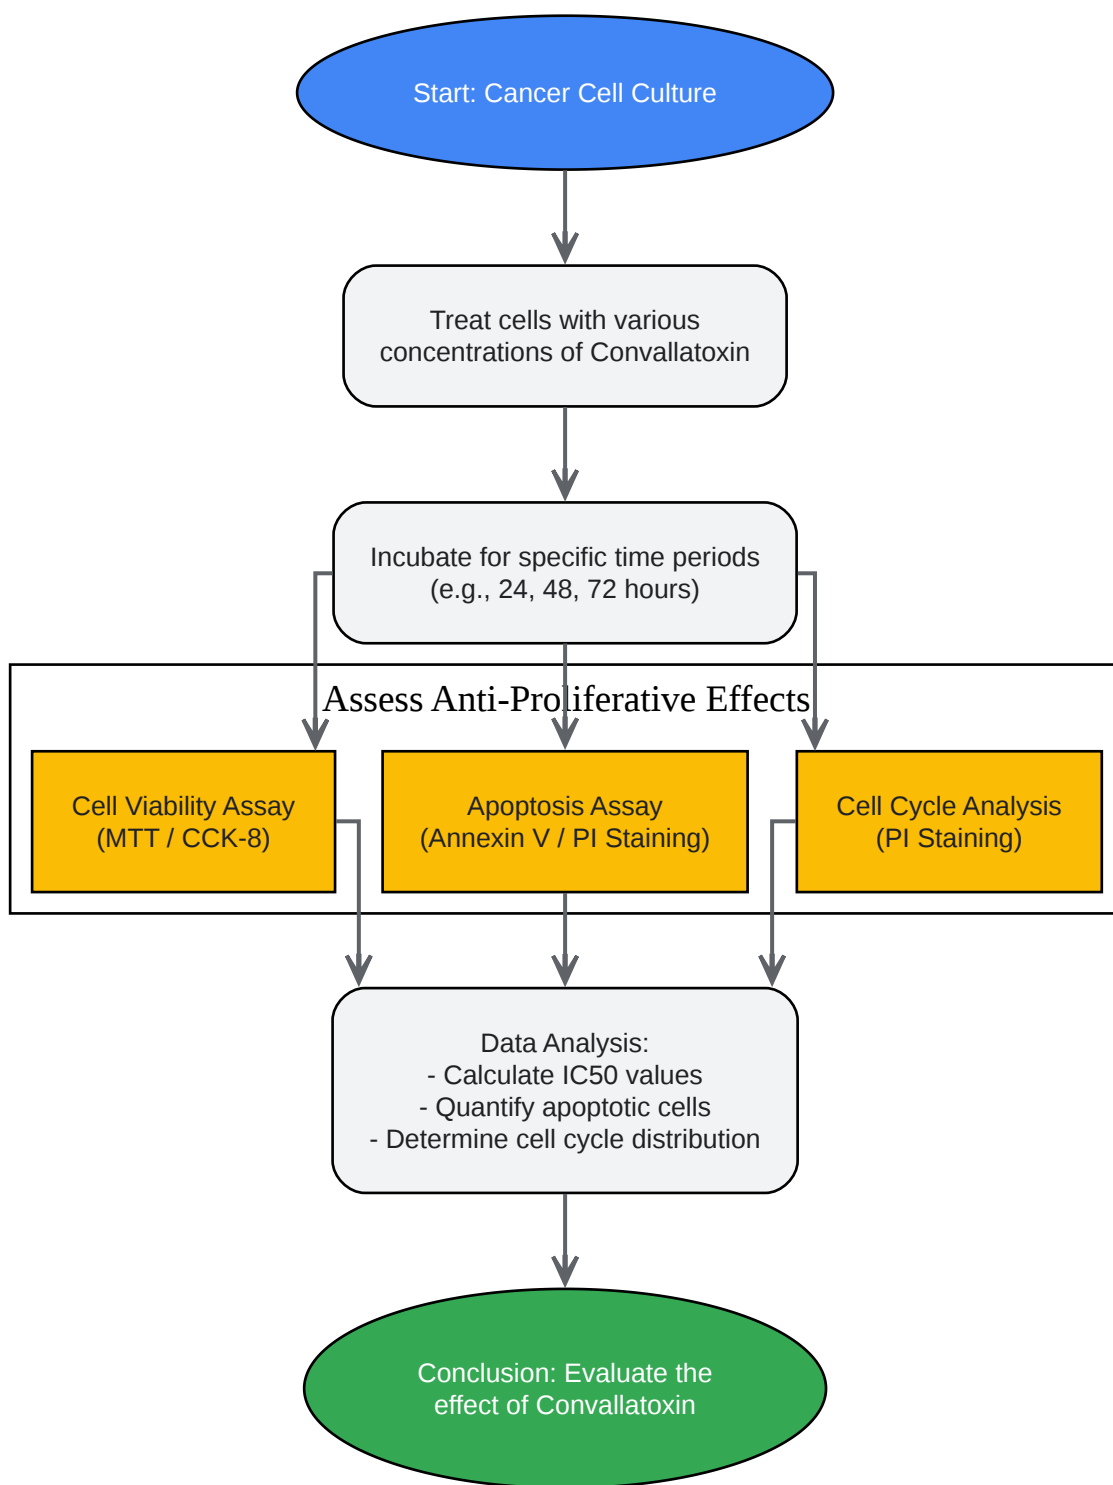 Start: Cancer Cell Culture
Treat cells with various
concentrations of Convallatoxin
Incubate for specific time periods
(e.g., 24, 48, 72 hours)
Assess Anti-Proliferative Effects
Cell Viability Assay
(MTT / CCK-8)
Apoptosis Assay
(Annexin V / PI Staining)
Cell Cycle Analysis
(PI Staining)
Data Analysis:
- Calculate IC50 values
- Quantify apoptotic cells
- Determine cell cycle distribution
Conclusion: Evaluate the
effect of Convallatoxin